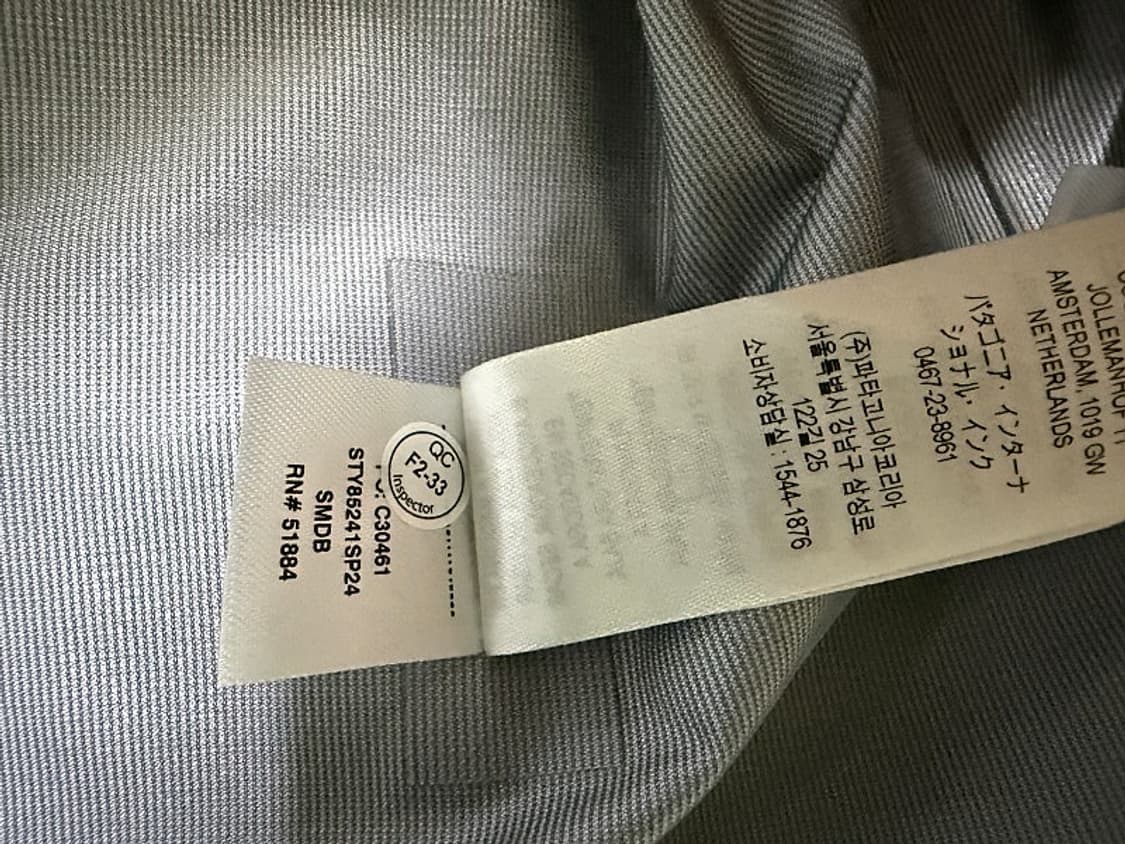 JOLLEMANHOF 11
AMSTERDAM, 1019 GW
NETHERLANDS
パタゴニア・インターナ
ショナル・インク
0467-23-8961
(주)파타고니아코리아
서울특별시 강남구 삼성로
122길 25
소비자상담실 : 1544-1876
QC
F2-33
Inspector
C30461
STY85241SP24
SMDB
RN# 51884